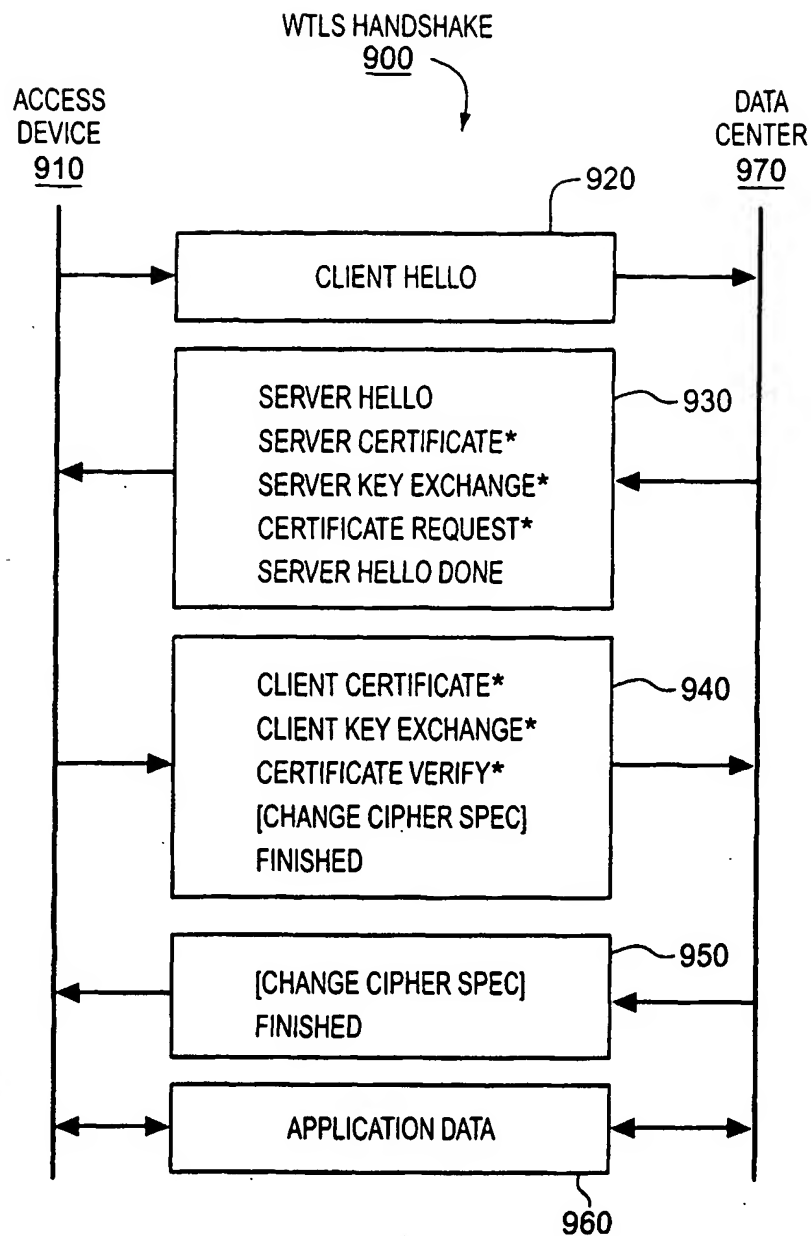 WTLS HANDSHAKE
900
ACCESS
DEVICE
910
DATA
CENTER
970
920
CLIENT HELLO
SERVER HELLO
SERVER CERTIFICATE*
SERVER KEY EXCHANGE*
CERTIFICATE REQUEST*
SERVER HELLO DONE
930
CLIENT CERTIFICATE*
CLIENT KEY EXCHANGE*
CERTIFICATE VERIFY*
[CHANGE CIPHER SPEC]
FINISHED
940
[CHANGE CIPHER SPEC]
FINISHED
950
APPLICATION DATA
960